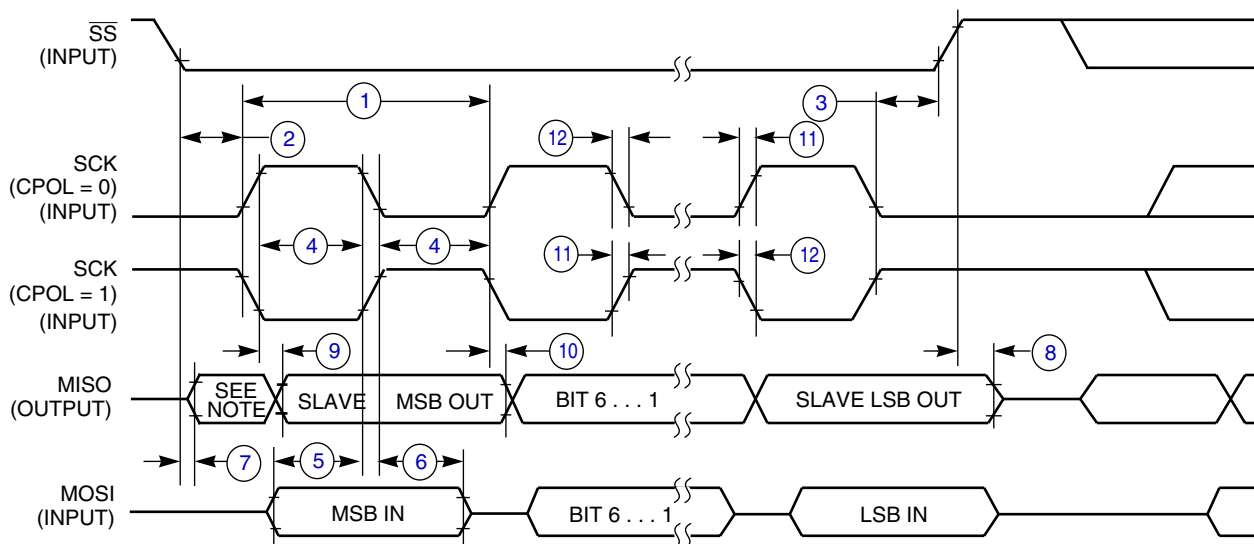 SS
(INPUT)
1
3
2
12
11
SCK
(CPOL = 0)
(INPUT)
4
4
11
12
SCK
(CPOL = 1)
(INPUT)
9
10
8
MISO
(OUTPUT)
SEE
NOTE
SLAVE
MSB OUT
BIT 6 . . . 1
SLAVE LSB OUT
7
5
6
MOSI
(INPUT)
MSB IN
BIT 6 . . . 1
LSB IN